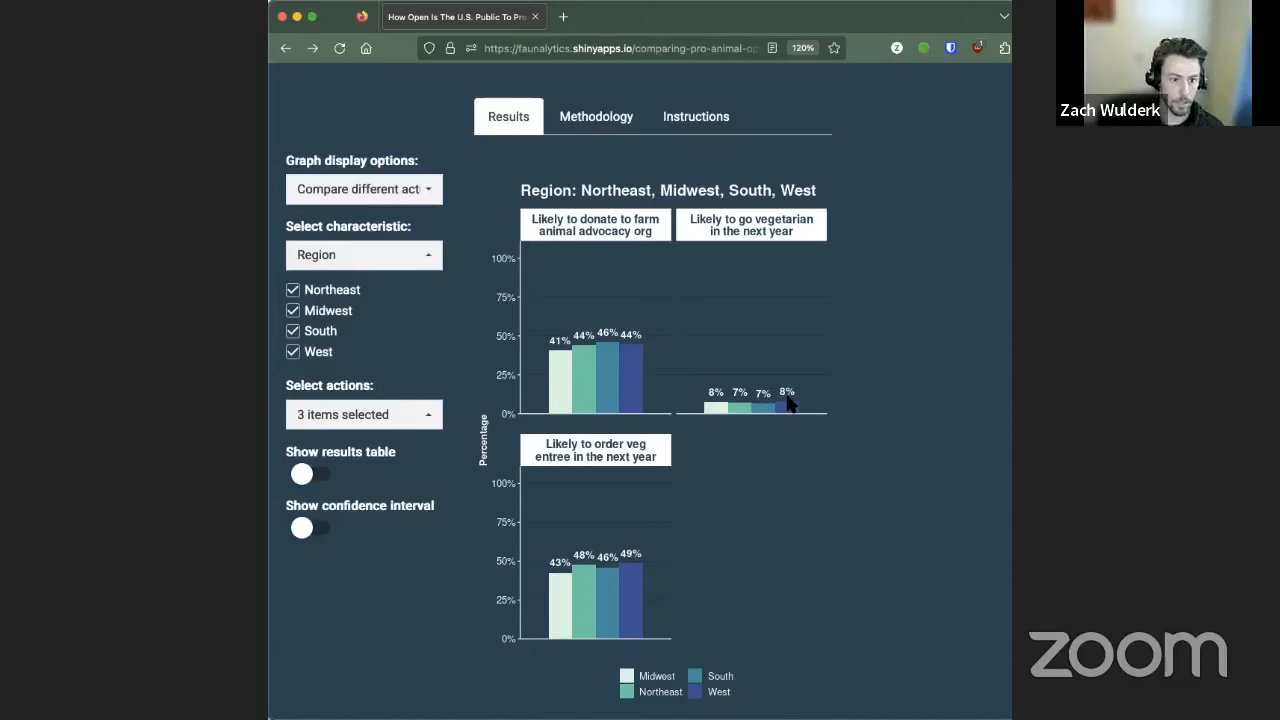 How Open Is The U.S. Public To Pro
https://faunalytics.shinyapps.io/comparing-pro-animal-op
120%
Zach Wulderk
Results
Methodology
Instructions
Graph display options:
Compare different act
Select characteristic:
Region
Northeast
Midwest
South
West
Select actions:
3 items selected
Show results table
Show confidence interval
Region: Northeast, Midwest, South, West
Likely to donate to farm
animal advocacy org
Likely to go vegetarian
in the next year
100%
75%
50%
25%
0%
41% 44% 46% 44%
8% 7% 7% 8%
Percentage
Likely to order veg
entree in the next year
100%
75%
50%
25%
0%
43% 48% 46% 49%
Midwest
South
Northeast
West
zoom